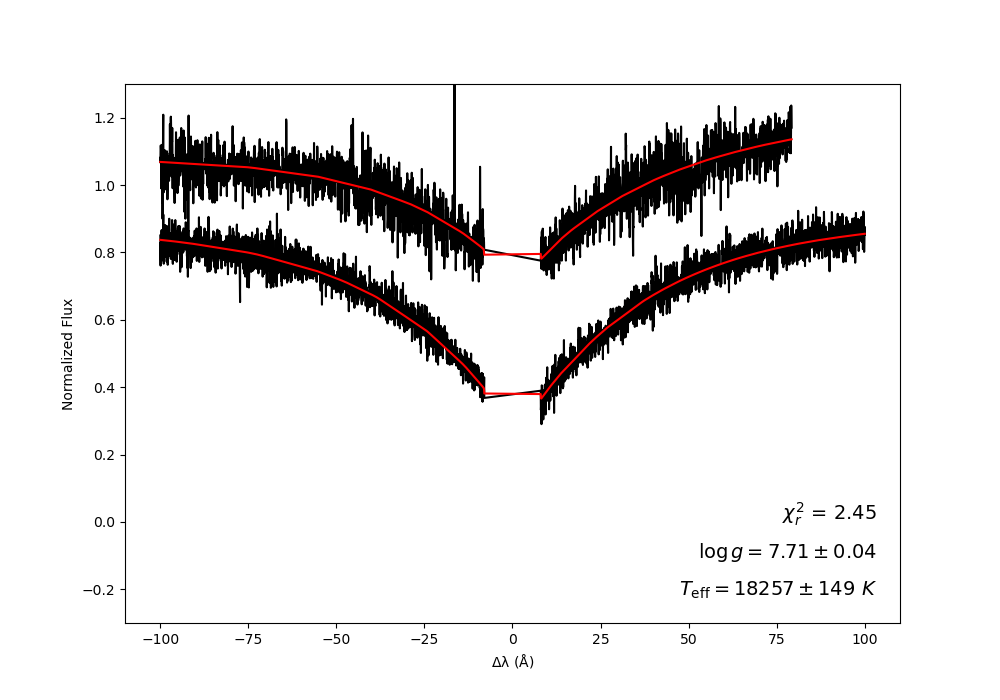 1.2
1.0
0.8
0.6
0.4
0.2
0.0
−0.2
Normalized Flux
χ²ᵣ = 2.45
log g = 7.71 ± 0.04
T_eff = 18257 ± 149 K
−100 −75 −50 −25 0 25 50 75 100
Δλ (Å)